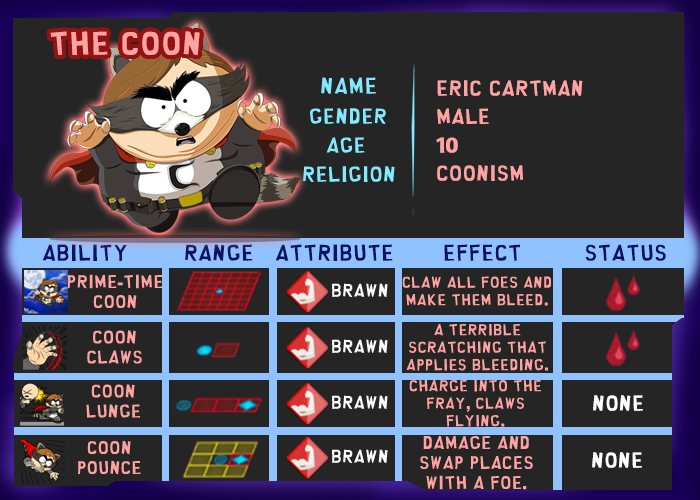 THE COON
NAME ERIC CARTMAN
GENDER MALE
AGE 10
RELIGION COONISM
ABILITY RANGE ATTRIBUTE EFFECT STATUS
PRIME-TIME
COON
BRAWN
CLAW ALL FOES AND
MAKE THEM BLEED.
COON
CLAWS
BRAWN
A TERRIBLE
SCRATCHING THAT
APPLIES BLEEDING.
COON
LUNGE
BRAWN
CHARGE INTO THE
FRAY, CLAWS
FLYING.
NONE
COON
POUNCE
BRAWN
DAMAGE AND
SWAP PLACES
WITH A FOE.
NONE